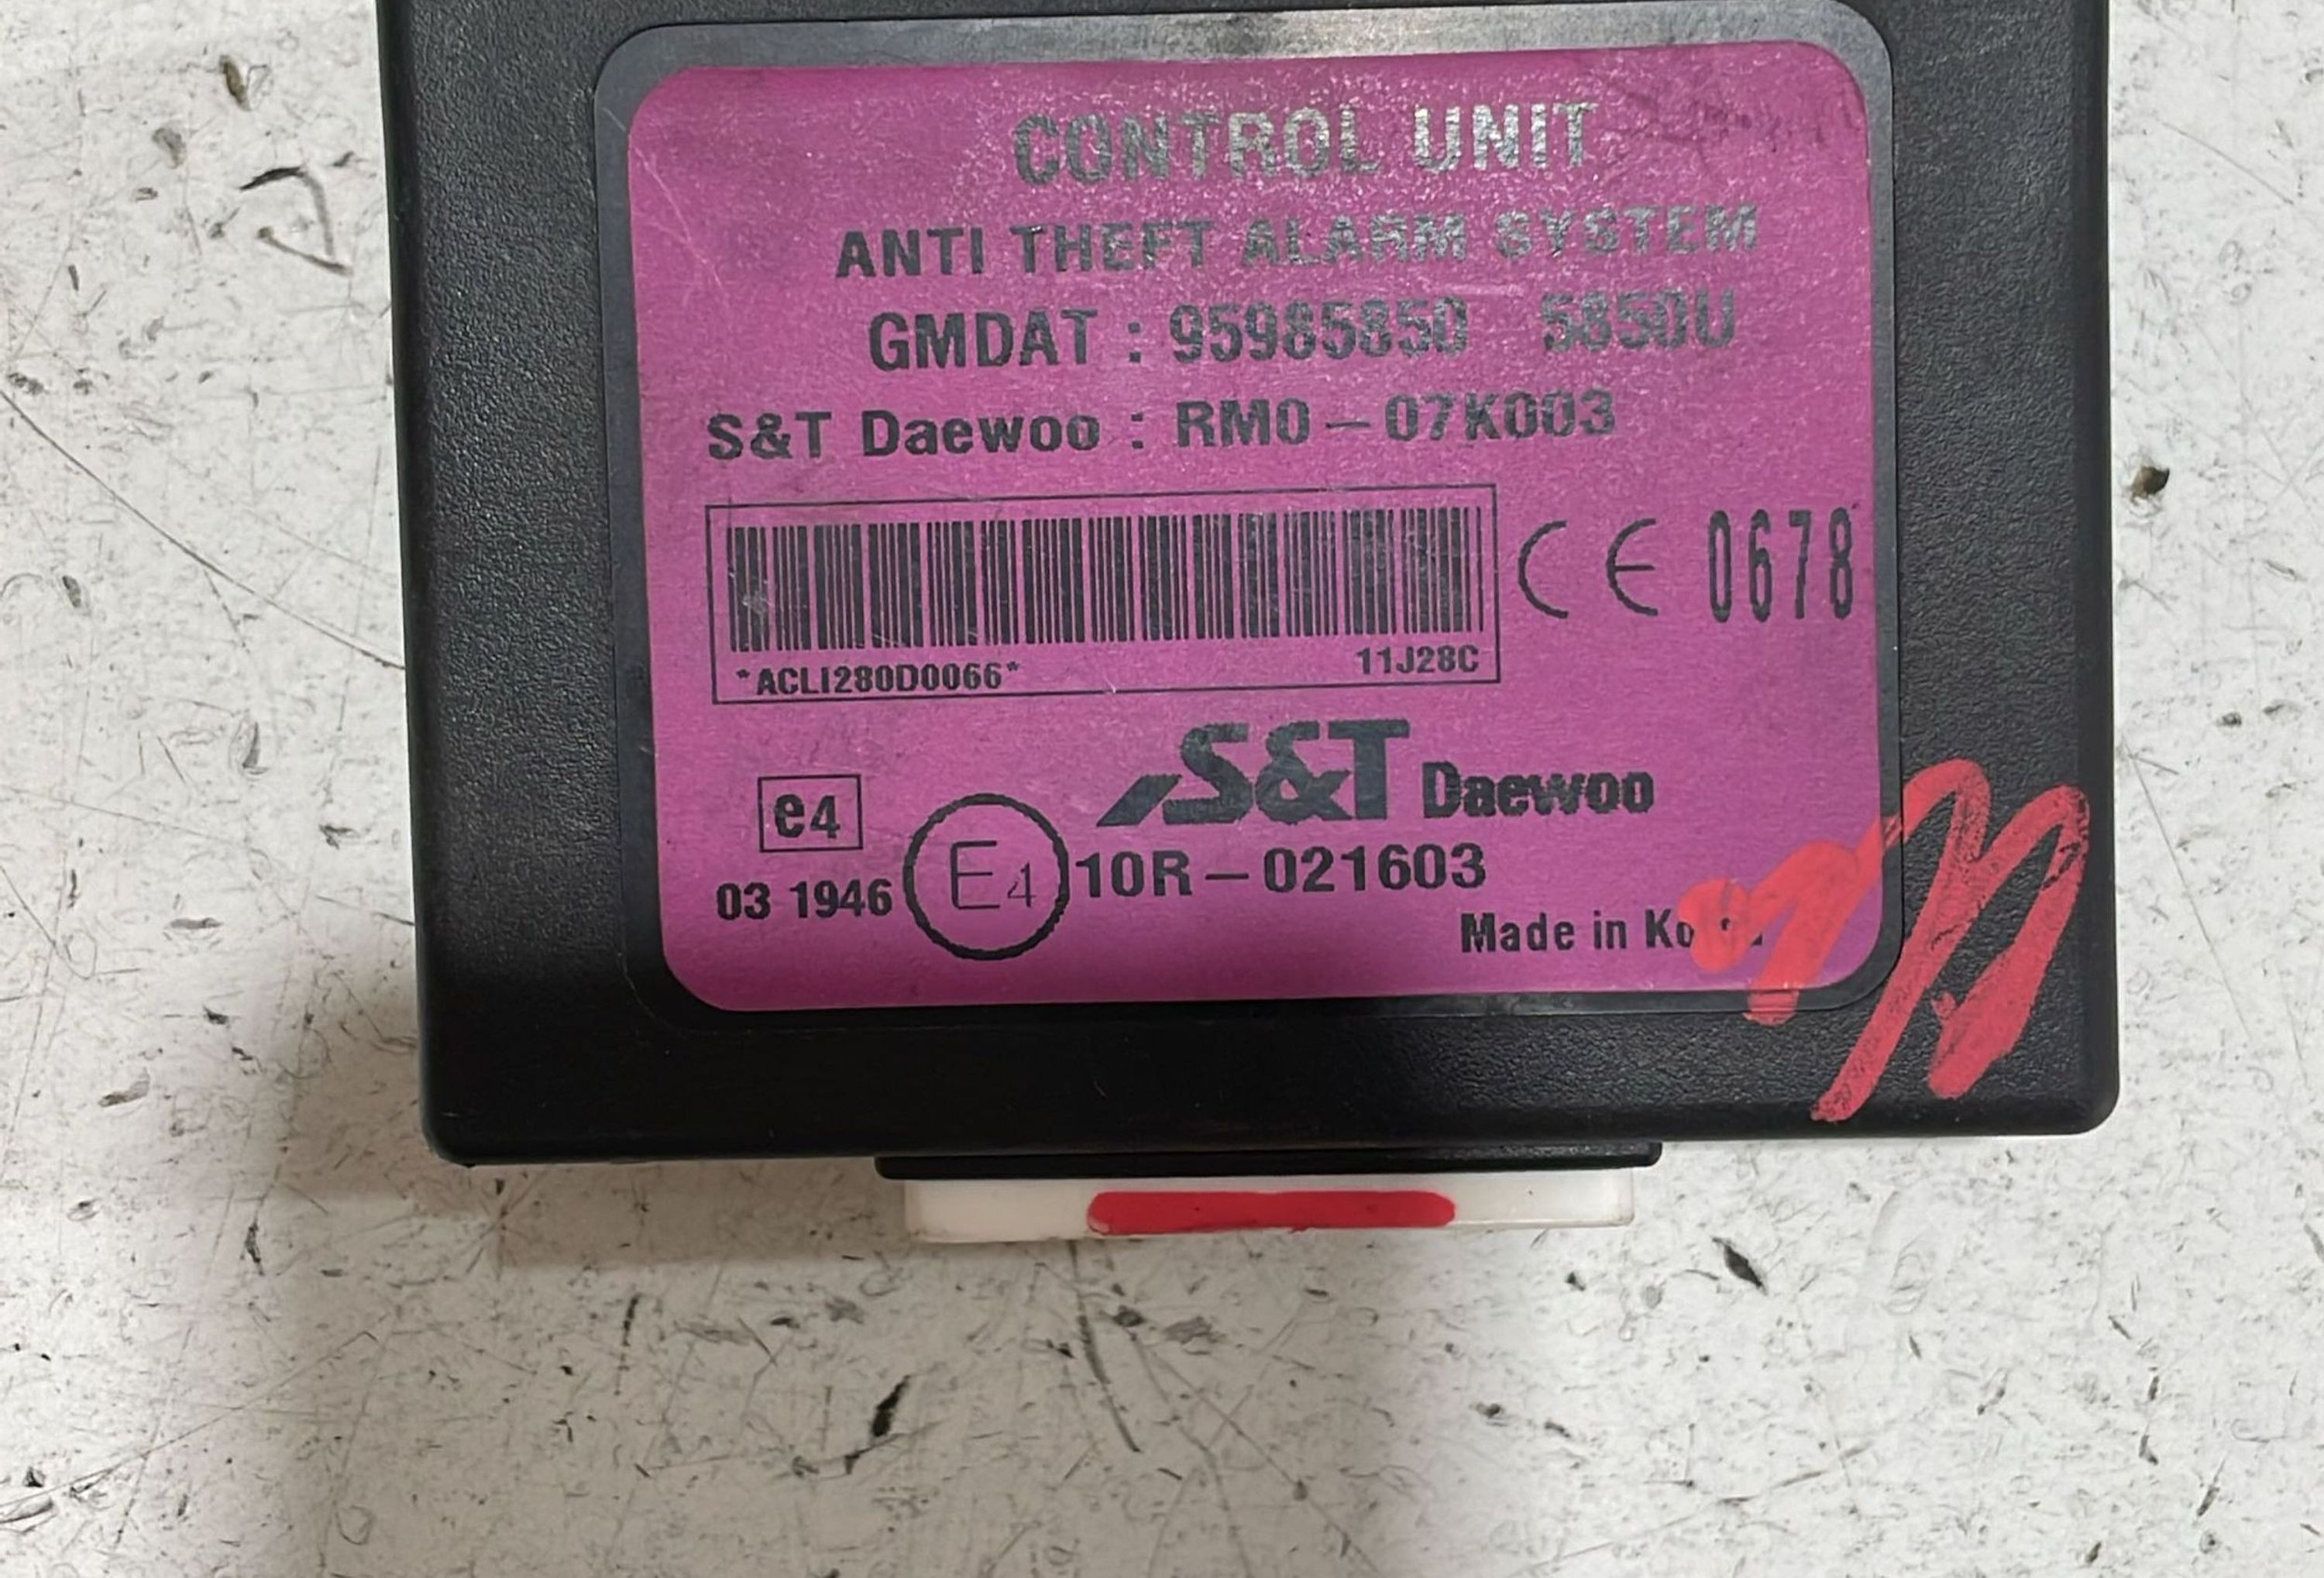 CONTROL UNIT
ANTI THEFT ALARM SYSTEM
GMDAT : 95985850 5850U
S&T Daewoo : RM0-07K003
CE 0678
*ACLI280D0066* 11J28C
S&T Daewoo
e4
03 1946 E4 10R-021603
Made in